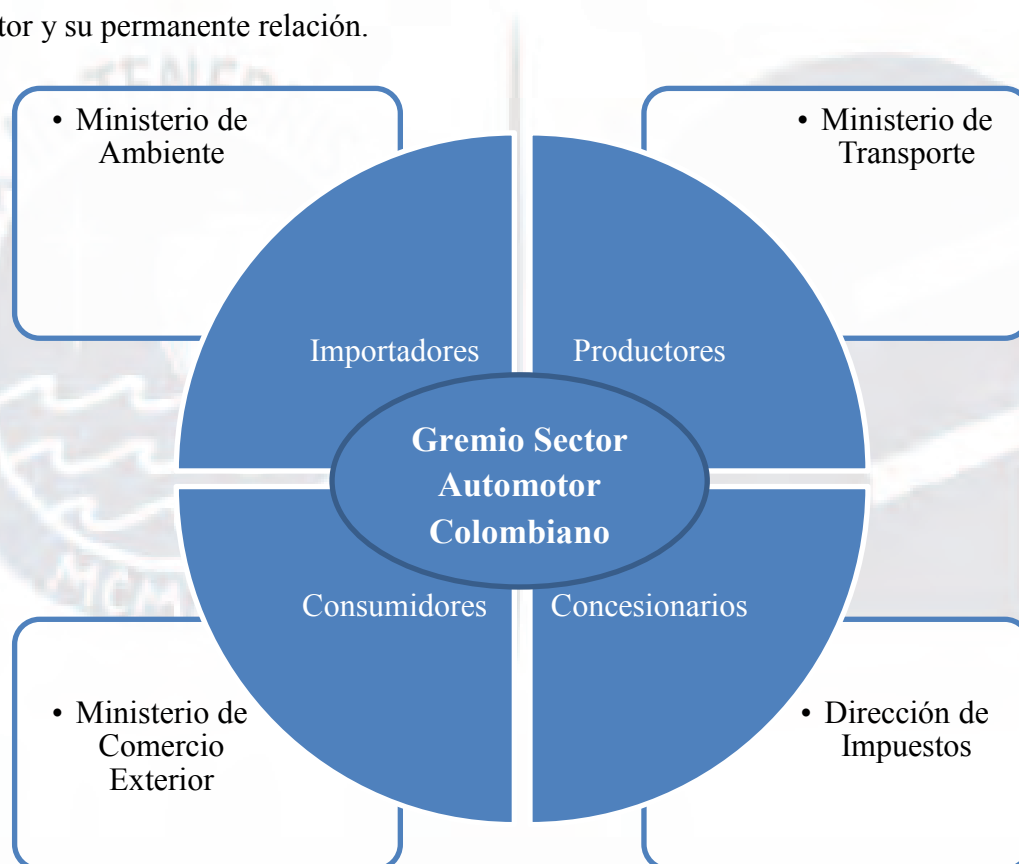 tor y su permanente relación.
• Ministerio de
Ambiente
• Ministerio de
Transporte
Importadores
Productores
Gremio Sector
Automotor
Colombiano
Consumidores
Concesionarios
• Ministerio de
Comercio
Exterior
• Dirección de
Impuestos